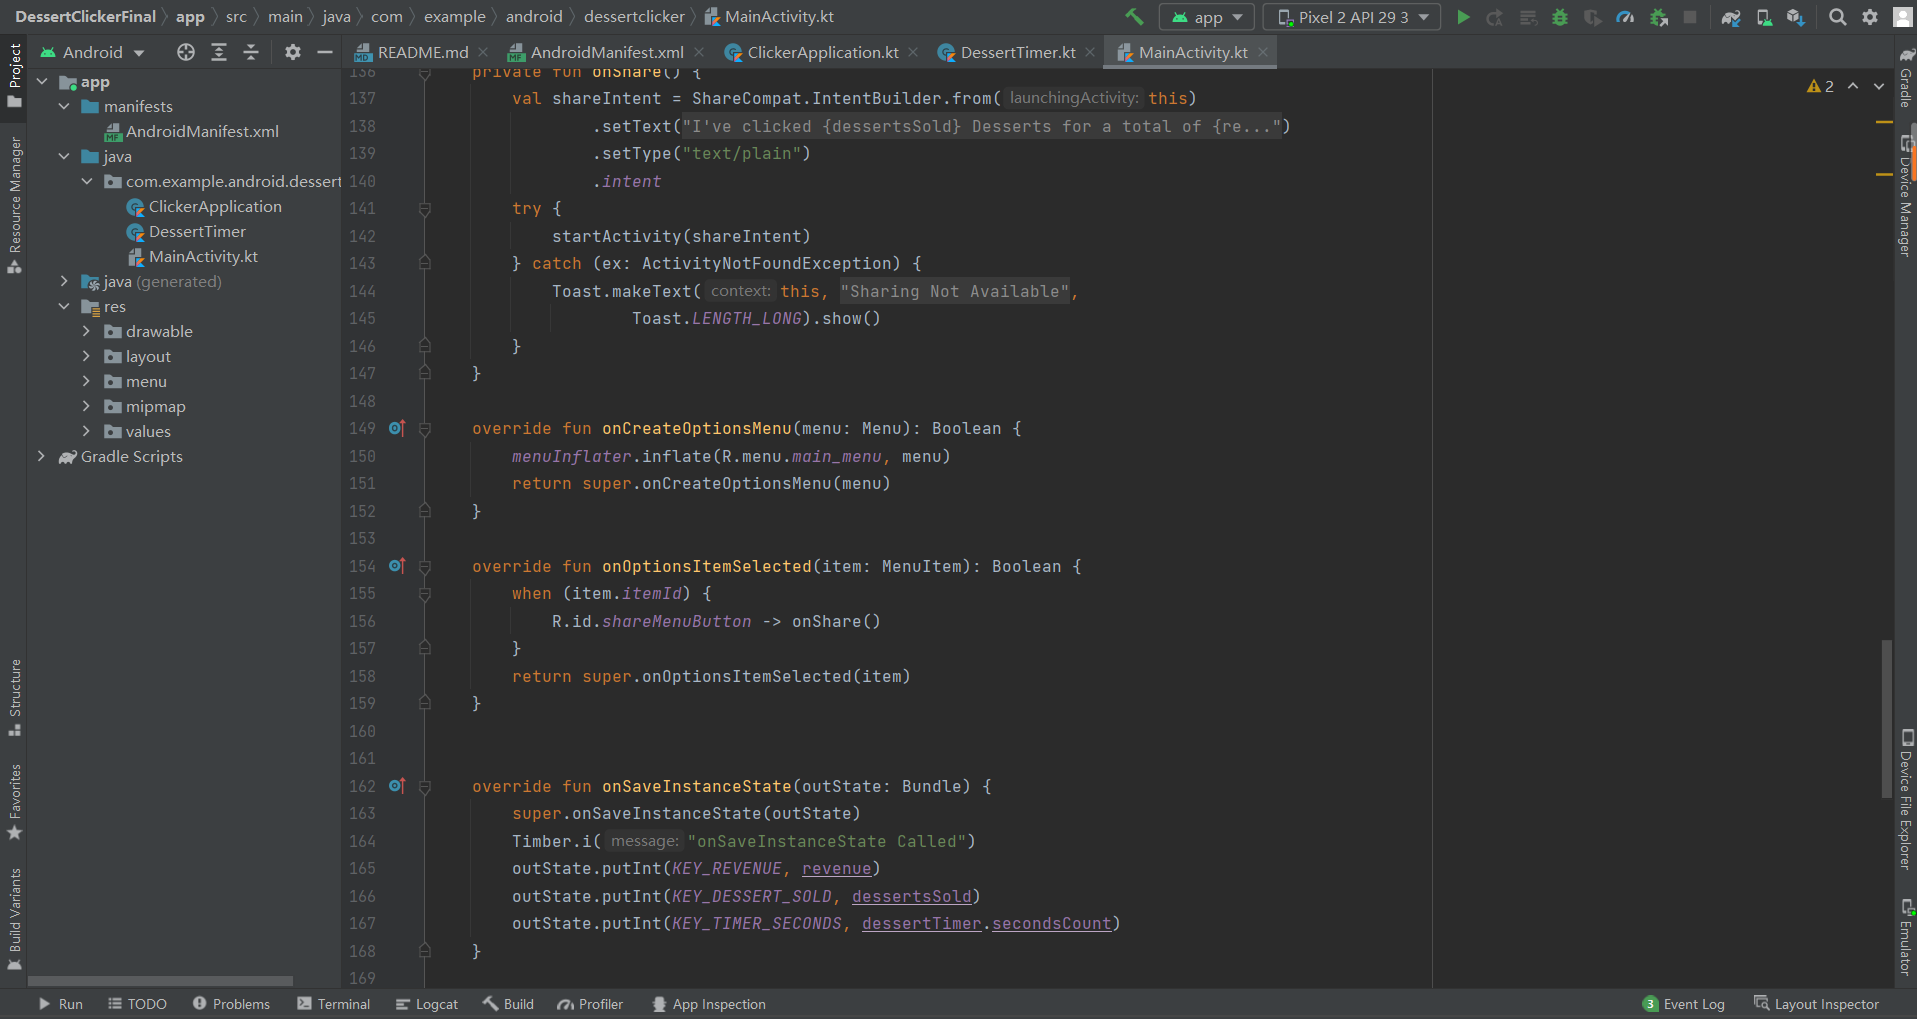 DessertClickerFinal app src main java com example android dessertclicker MainActivity.kt
app
Pixel 2 API 29 3
Android
README.md
AndroidManifest.xml
ClickerApplication.kt
DessertTimer.kt
MainActivity.kt
Project
Resource Manager
Structure
Favorites
Build Variants
app
manifests
AndroidManifest.xml
java
com.example.android.dessert
ClickerApplication
DessertTimer
MainActivity.kt
java (generated)
res
drawable
layout
menu
mipmap
values
Gradle Scripts
2
136 private fun onShare() {
137 val shareIntent = ShareCompat.IntentBuilder.from( launchingActivity: this)
138 .setText("I've clicked {dessertsSold} Desserts for a total of {re...")
139 .setType("text/plain")
140 .intent
141 try {
142 startActivity(shareIntent)
143 } catch (ex: ActivityNotFoundException) {
144 Toast.makeText( context: this, "Sharing Not Available",
145 Toast.LENGTH_LONG).show()
146 }
147 }
148
149 override fun onCreateOptionsMenu(menu: Menu): Boolean {
150 menuInflater.inflate(R.menu.main_menu, menu)
151 return super.onCreateOptionsMenu(menu)
152 }
153
154 override fun onOptionsItemSelected(item: MenuItem): Boolean {
155 when (item.itemId) {
156 R.id.shareMenuButton -> onShare()
157 }
158 return super.onOptionsItemSelected(item)
159 }
160
161
162 override fun onSaveInstanceState(outState: Bundle) {
163 super.onSaveInstanceState(outState)
164 Timber.i( message: "onSaveInstanceState Called")
165 outState.putInt(KEY_REVENUE, revenue)
166 outState.putInt(KEY_DESSERT_SOLD, dessertsSold)
167 outState.putInt(KEY_TIMER_SECONDS, dessertTimer.secondsCount)
168 }
169
Gradle
Device Manager
Device File Explorer
Emulator
Run
TODO
Problems
Terminal
Logcat
Build
Profiler
App Inspection
3 Event Log
Layout Inspector